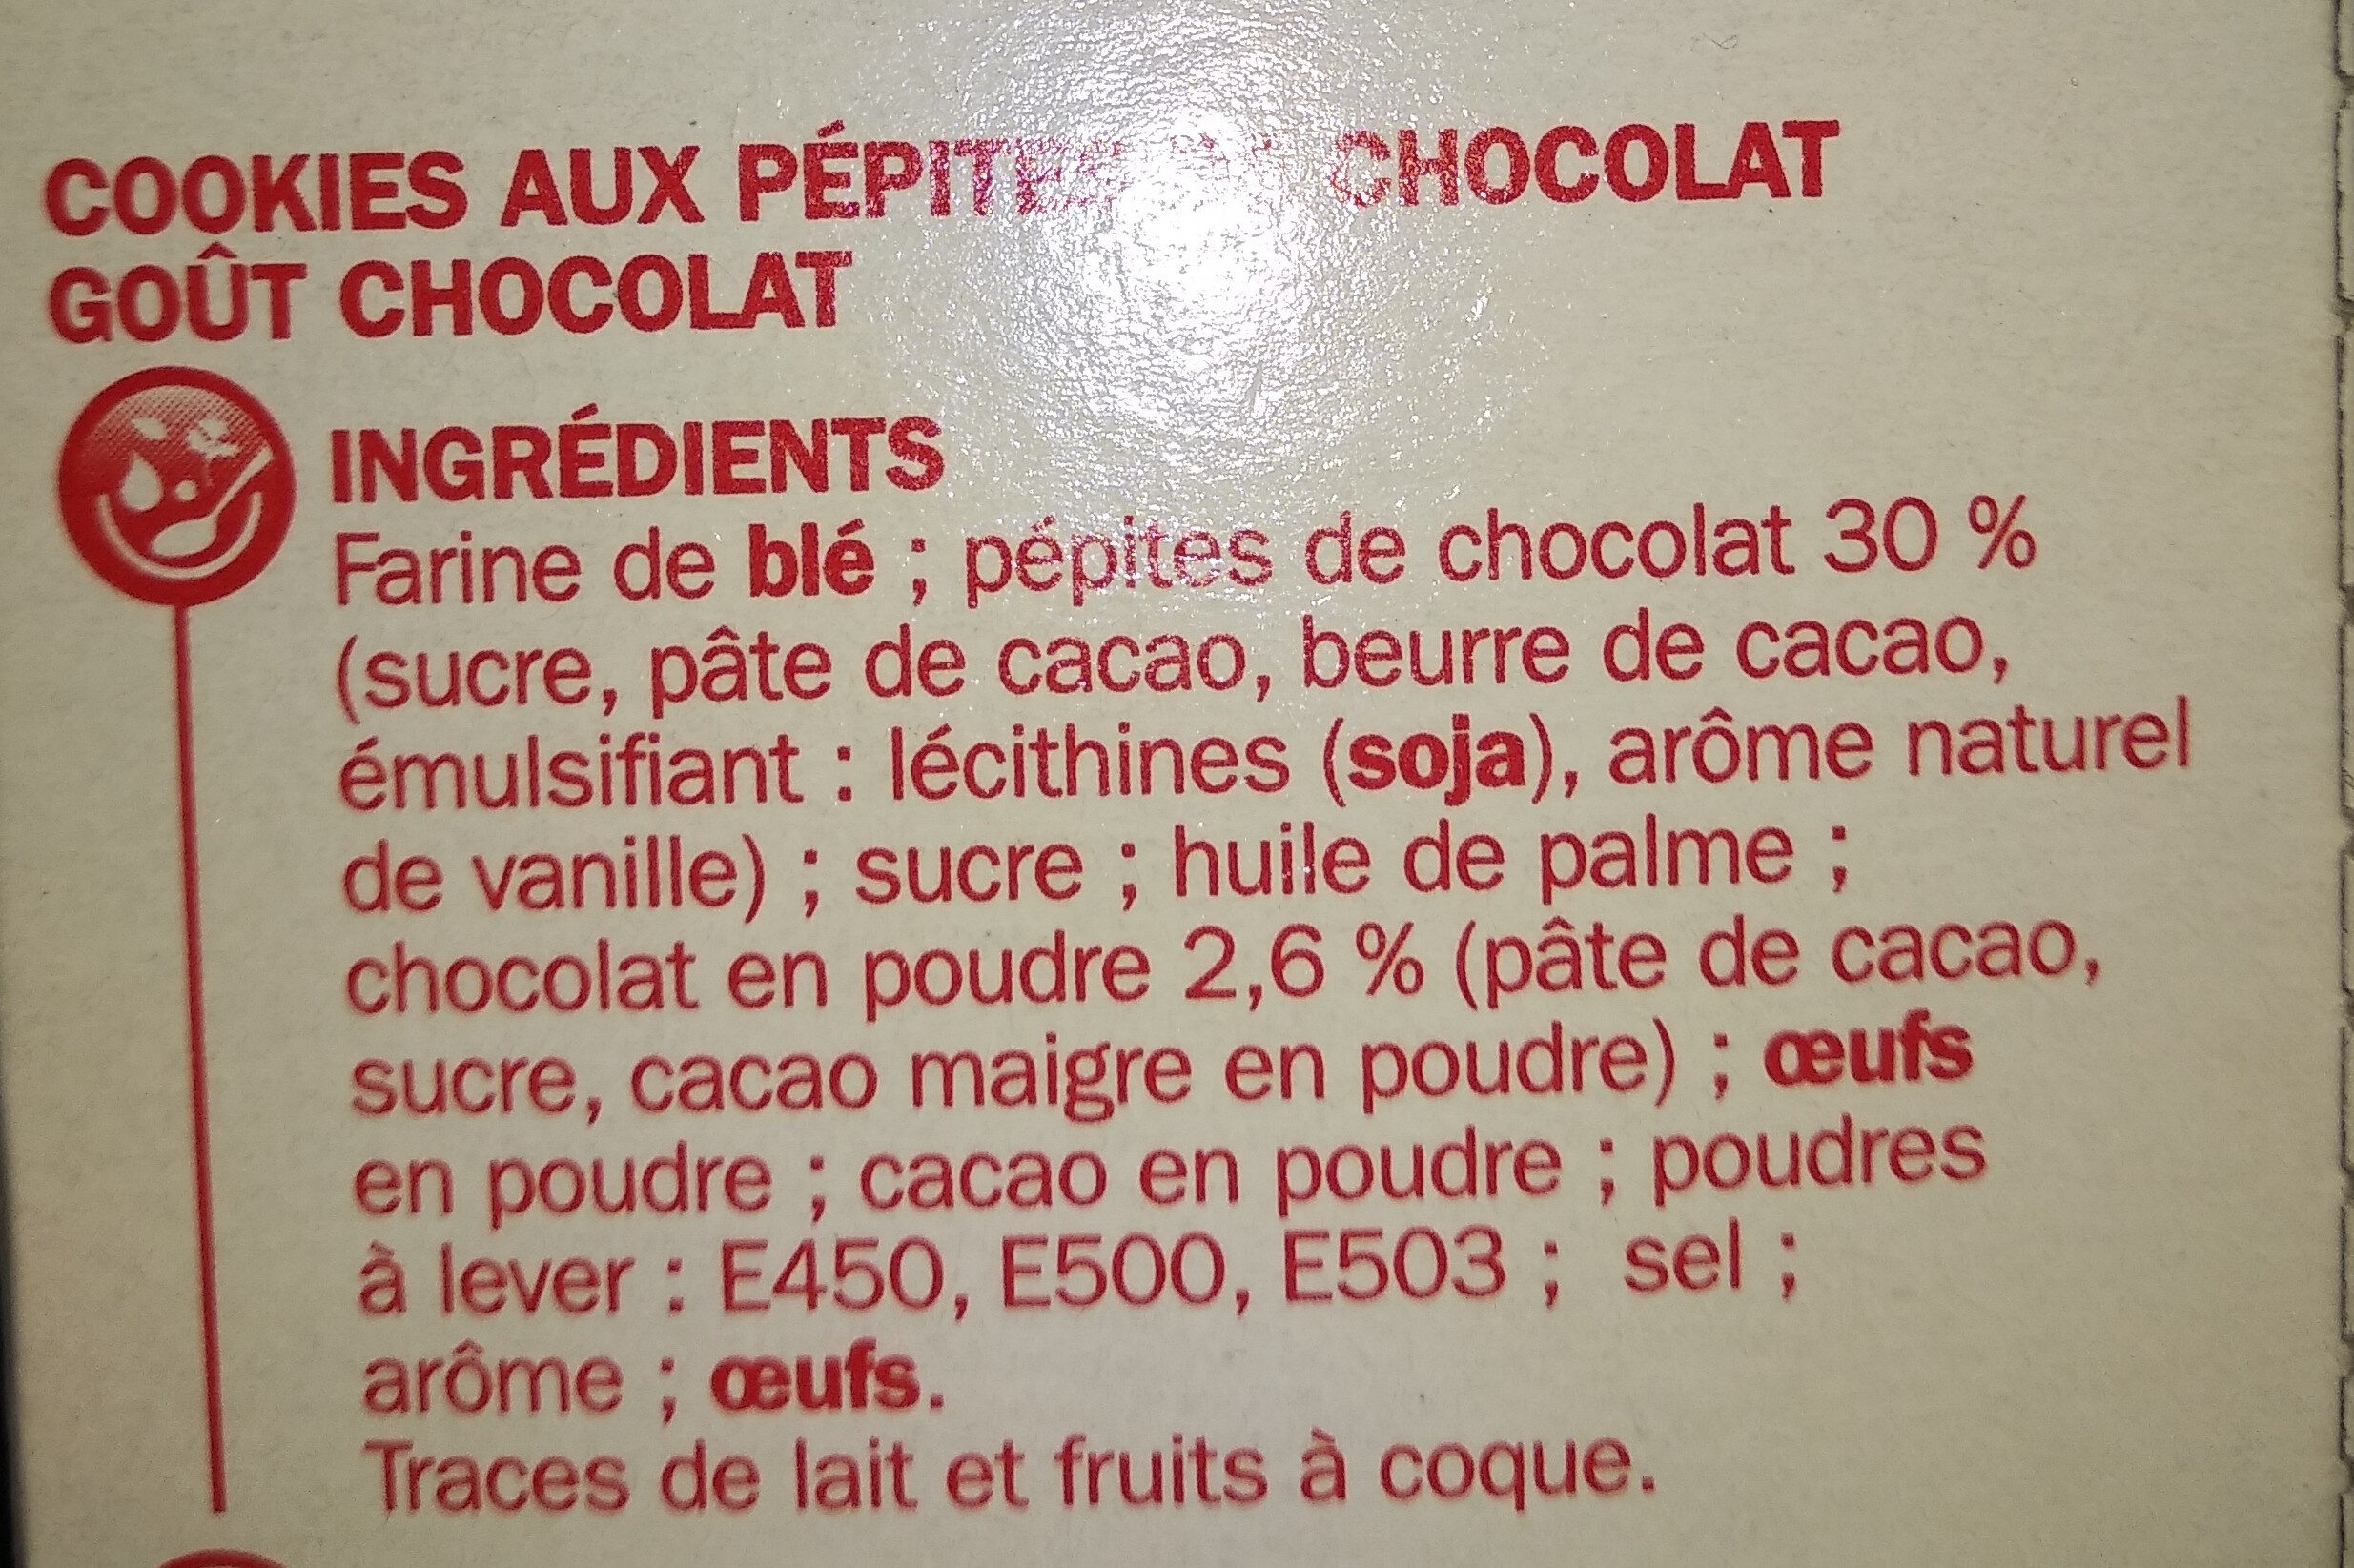 COOKIES AUX PÉPITES CHOCOLAT
GOÛT CHOCOLAT
INGRÉDIENTS
Farine de blé ; pépites de chocolat 30 %
(sucre, pâte de cacao, beurre de cacao,
émulsifiant : lécithines (soja), arôme naturel
de vanille) ; sucre ; huile de palme ;
chocolat en poudre 2,6 % (pâte de cacao,
sucre, cacao maigre en poudre) ; œufs
en poudre ; cacao en poudre ; poudres
à lever : E450, E500, E503 ; sel ;
arôme ; œufs.
Traces de lait et fruits à coque.